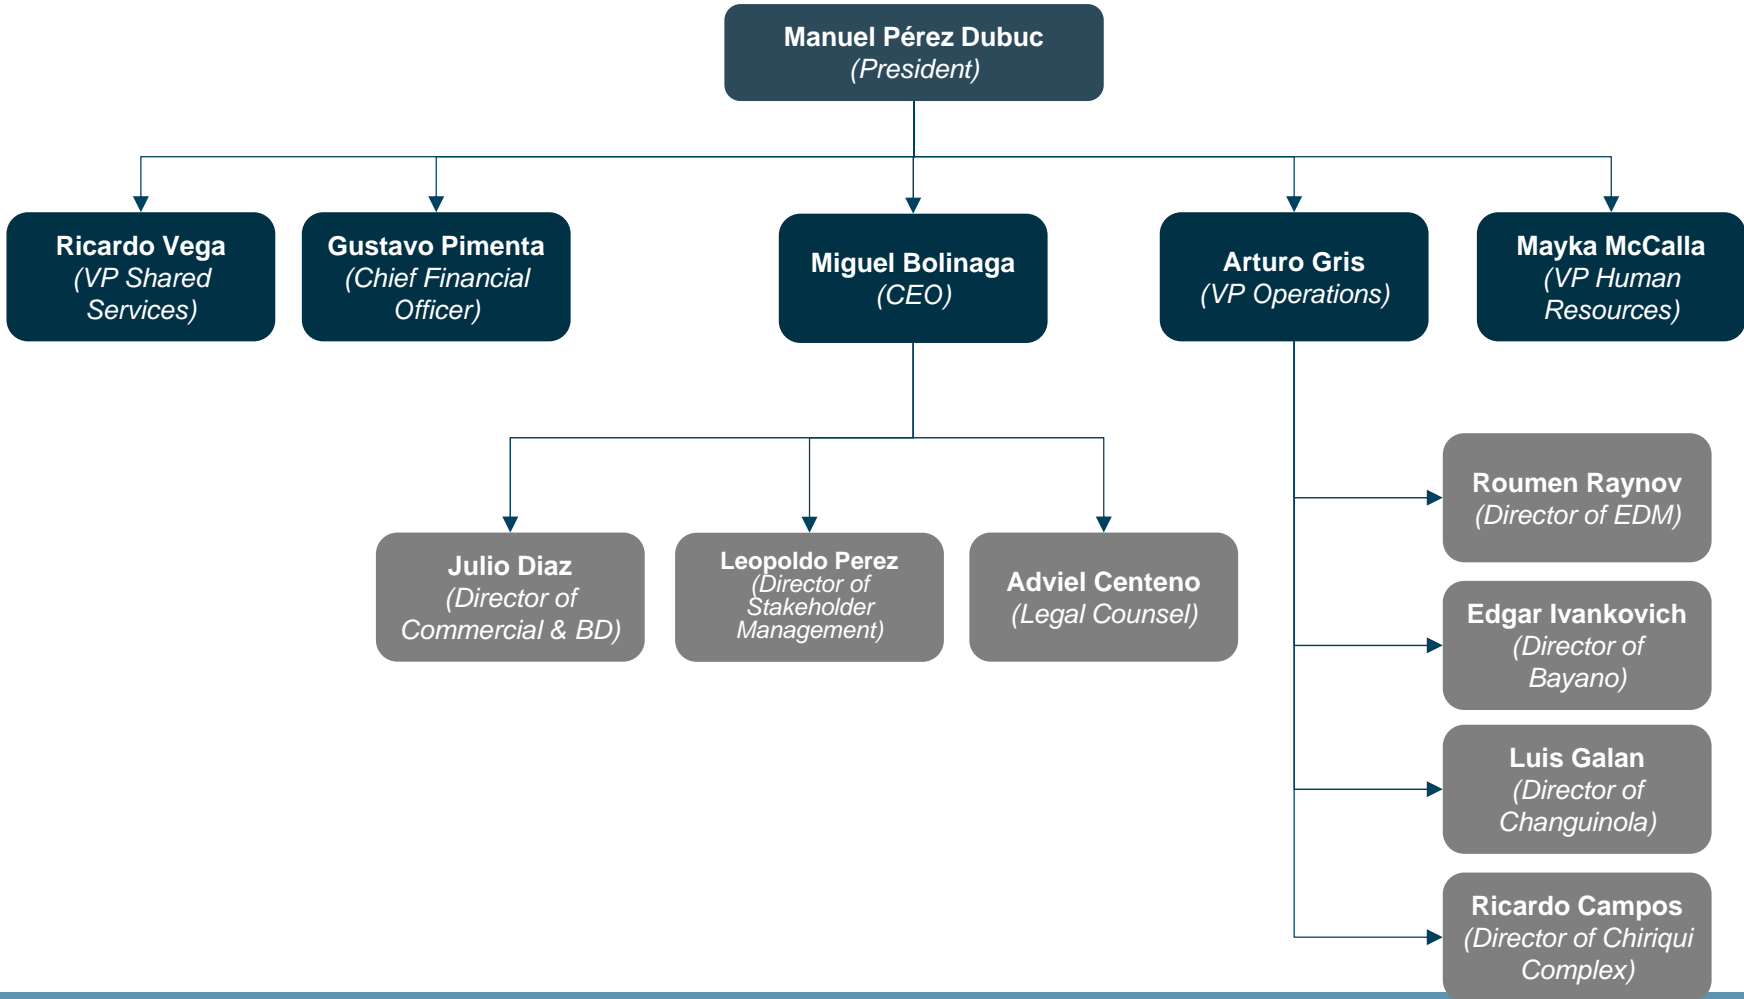 Manuel Pérez Dubuc
(President)
Ricardo Vega
(VP Shared
Services)
Gustavo Pimenta
(Chief Financial
Officer)
Miguel Bolinaga
(CEO)
Arturo Gris
(VP Operations)
Mayka McCalla
(VP Human
Resources)
Julio Diaz
(Director of
Commercial & BD)
Leopoldo Perez
(Director of
Stakeholder
Management)
Adviel Centeno
(Legal Counsel)
Roumen Raynov
(Director of EDM)
Edgar Ivankovich
(Director of
Bayano)
Luis Galan
(Director of
Changuinola)
Ricardo Campos
(Director of Chiriqui
Complex)